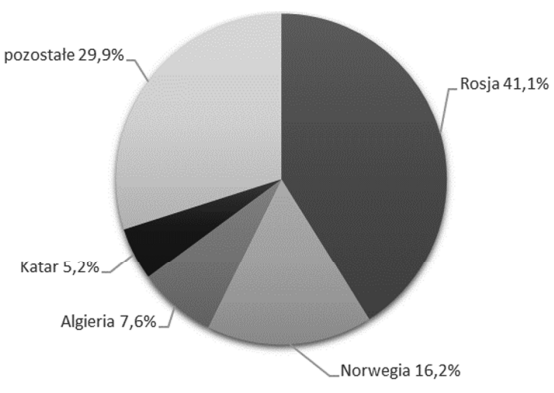 pozostałe 29,9%
Rosja 41,1%
Katar 5,2%
Algieria 7,6%
Norwegia 16,2%